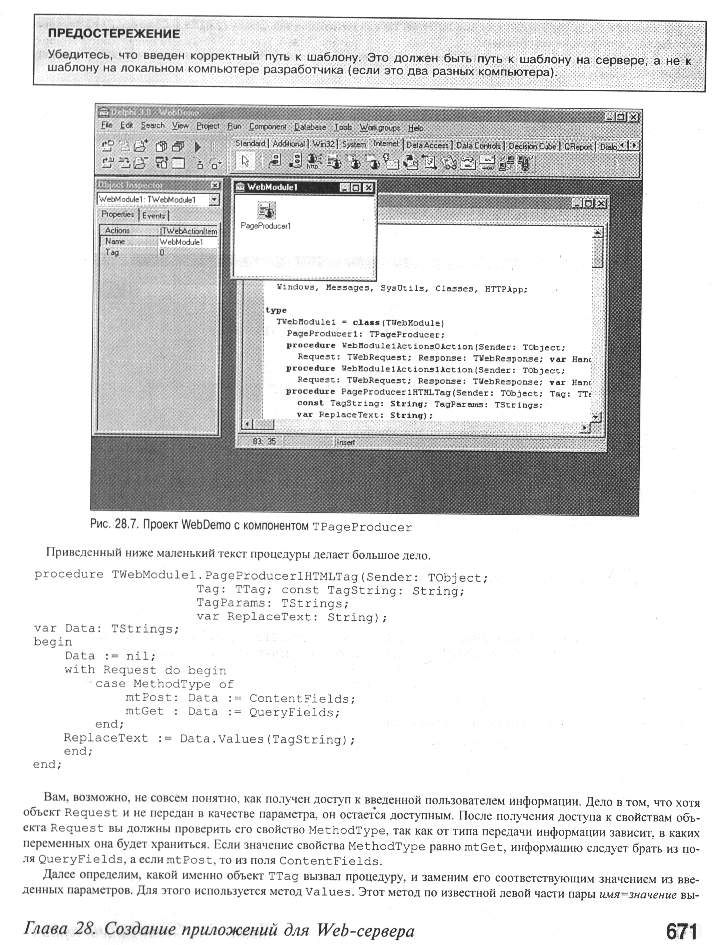 ПРЕДОСТЕРЕЖЕНИЕ
Убедитесь, что введен корректный путь к шаблону. Это должен быть путь к шаблону на сервере, а не к
шаблону на локальном компьютере разработчика (если это два разных компьютера).
Delphi 3.0 - WebDemo
File Edit Search View Project Run Component Database Tools Workgroups Help
Standard Additional Win32 System Internet Data Access Data Controls Decision Cube QReport Dialo
Object Inspector
WebModule1: TWebModule1
Properties Events
Actions (TWebActionItem
Name WebModule1
Tag 0
WebModule1
PageProducer1
Windows, Messages, SysUtils, Classes, HTTPApp;
type
TWebModule1 = class(TWebModule)
PageProducer1: TPageProducer;
procedure WebModule1Actions0Action(Sender: TObject;
Request: TWebRequest; Response: TWebResponse; var Hand
procedure WebModule1Actions1Action(Sender: TObject;
Request: TWebRequest; Response: TWebResponse; var Hand
procedure PageProducer1HTMLTag(Sender: TObject; Tag: TTa
const TagString: String; TagParams: TStrings;
var ReplaceText: String);
83: 35 Insert
Рис. 28.7. Проект WebDemo с компонентом TPageProducer
Приведенный ниже маленький текст процедуры делает большое дело.
procedure TWebModule1.PageProducer1HTMLTag(Sender: TObject;
Tag: TTag; const TagString: String;
TagParams: TStrings;
var ReplaceText: String);
var Data: TStrings;
begin
Data := nil;
with Request do begin
case MethodType of
mtPost: Data := ContentFields;
mtGet : Data := QueryFields;
end;
ReplaceText := Data.Values(TagString);
end;
end;
Вам, возможно, не совсем понятно, как получен доступ к введенной пользователем информации. Дело в том, что хотя
объект Request и не передан в качестве параметра, он остается доступным. После получения доступа к свойствам объ-
екта Request вы должны проверить его свойство MethodType, так как от типа передачи информации зависит, в каких
переменных она будет храниться. Если значение свойства MethodType равно mtGet, информацию следует брать из по-
ля QueryFields, а если mtPost, то из поля ContentFields.
Далее определим, какой именно объект TTag вызвал процедуру, и заменим его соответствующим значением из вве-
денных параметров. Для этого используется метод Values. Этот метод по известной левой части пары имя=значение вы-
Глава 28. Создание приложений для Web-сервера
671